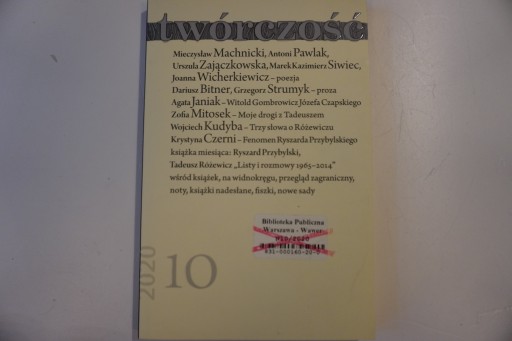 twórczość
Mieczysław Machnicki, Antoni Pawlak,
Urszula Zajączkowska, Marek Kazimierz Siwiec,
Joanna Wicherkiewicz – poezja
Dariusz Bitner, Grzegorz Strumyk – proza
Agata Janiak – Witold Gombrowicz Józefa Czapskiego
Zofia Mitosek – Moje drogi z Tadeuszem
Wojciech Kudyba – Trzy słowa o Różewiczu
Krystyna Czerni – Fenomen Ryszarda Przybylskiego
książka miesiąca: Ryszard Przybylski,
Tadeusz Różewicz „Listy i rozmowy 1965–2014”
wśród książek, na widnokręgu, przegląd zagraniczny,
noty, książki nadesłane, fiszki, nowe sady
Biblioteka Publiczna
Warszawa - Wawer
2020
10